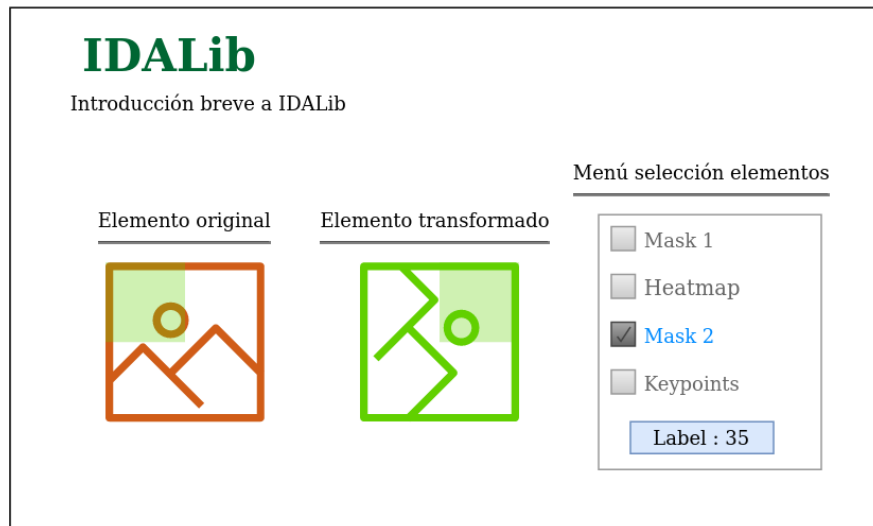 IDALib
Introducción breve a IDALib
Menú selección elementos
Elemento original
Elemento transformado
Mask 1
Heatmap
Mask 2
Keypoints
Label : 35